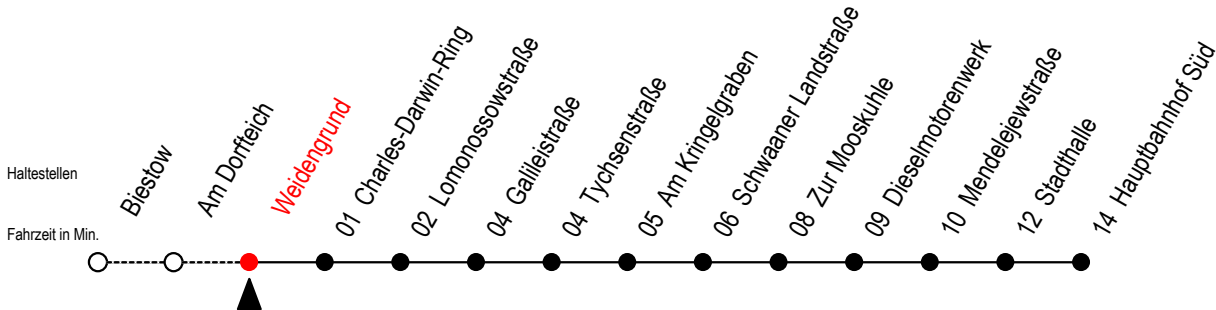 Haltestellen
Fahrzeit in Min.
Biestow
Am Dorfteich
Weidengrund
01 Charles-Darwin-Ring
02 Lomonossowstraße
04 Galileistraße
04 Tychsenstraße
05 Am Kringelgraben
06 Schwaaner Landstraße
08 Zur Mooskuhle
09 Dieselmotorenwerk
10 Mendelejewstraße
12 Stadthalle
14 Hauptbahnhof Süd